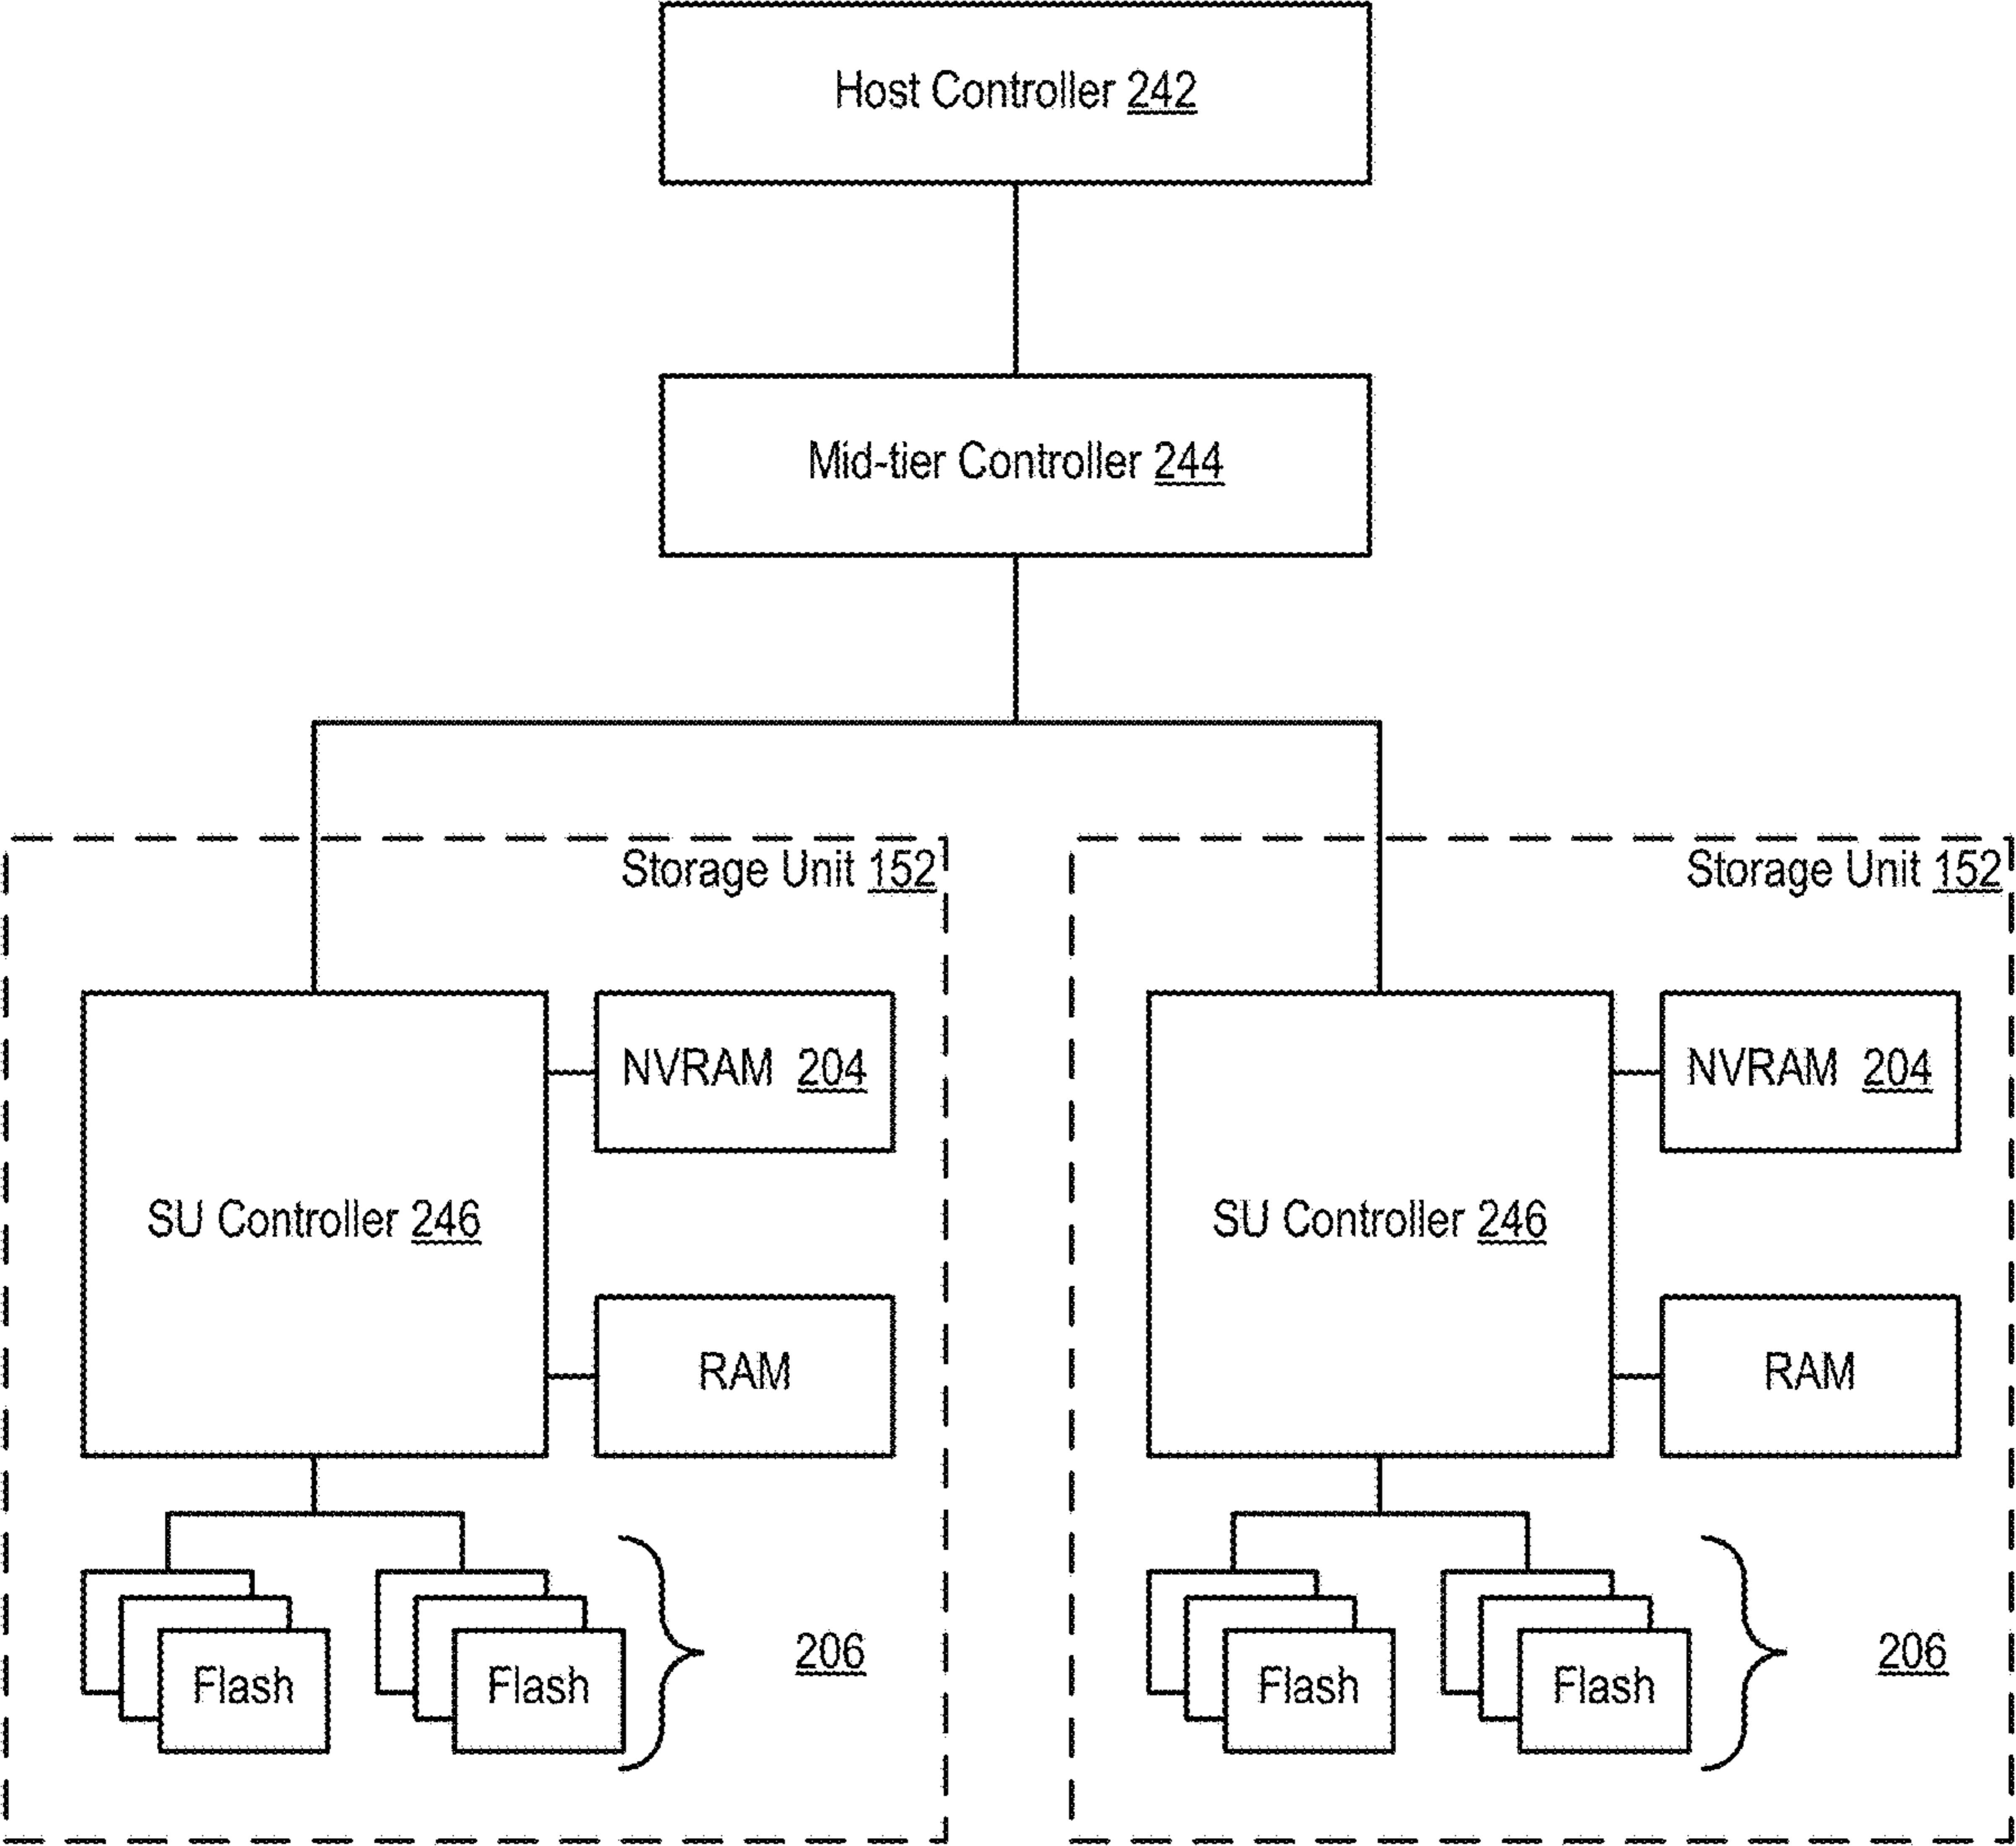 Host Controller 242
Mid-tier Controller 244
Storage Unit 152
Storage Unit 152
NVRAM 204
NVRAM 204
SU Controller 246
SU Controller 246
RAM
RAM
Flash
Flash
206
Flash
Flash
206